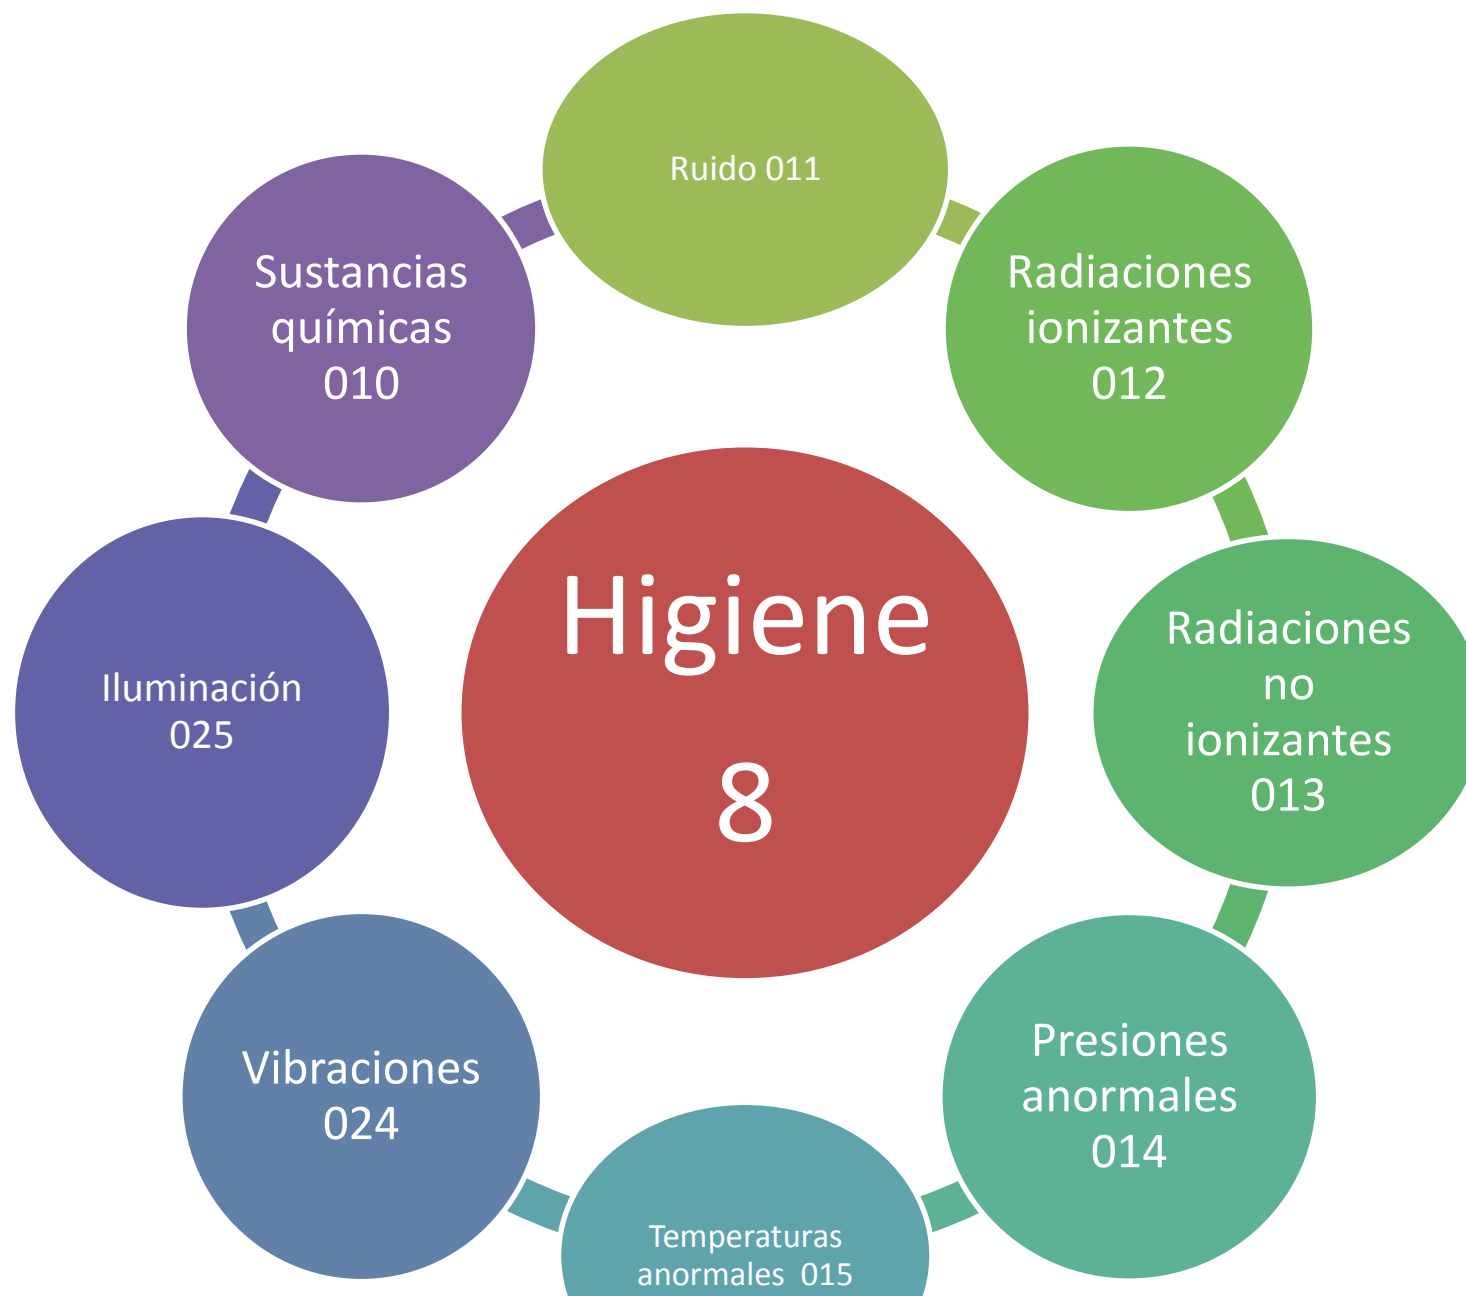 Ruido 011
Sustancias
químicas
010
Radiaciones
ionizantes
012
Higiene
8
Radiaciones
no
ionizantes
013
Iluminación
025
Vibraciones
024
Presiones
anormales
014
Temperaturas
anormales  015